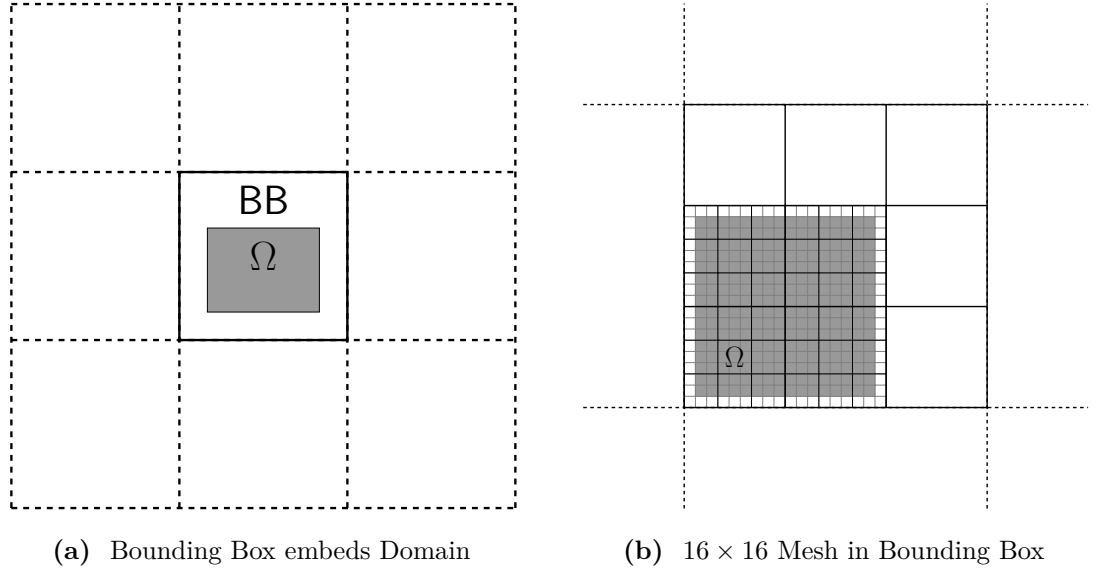 BB
Ω
Ω
(a) Bounding Box embeds Domain
(b) 16 × 16 Mesh in Bounding Box